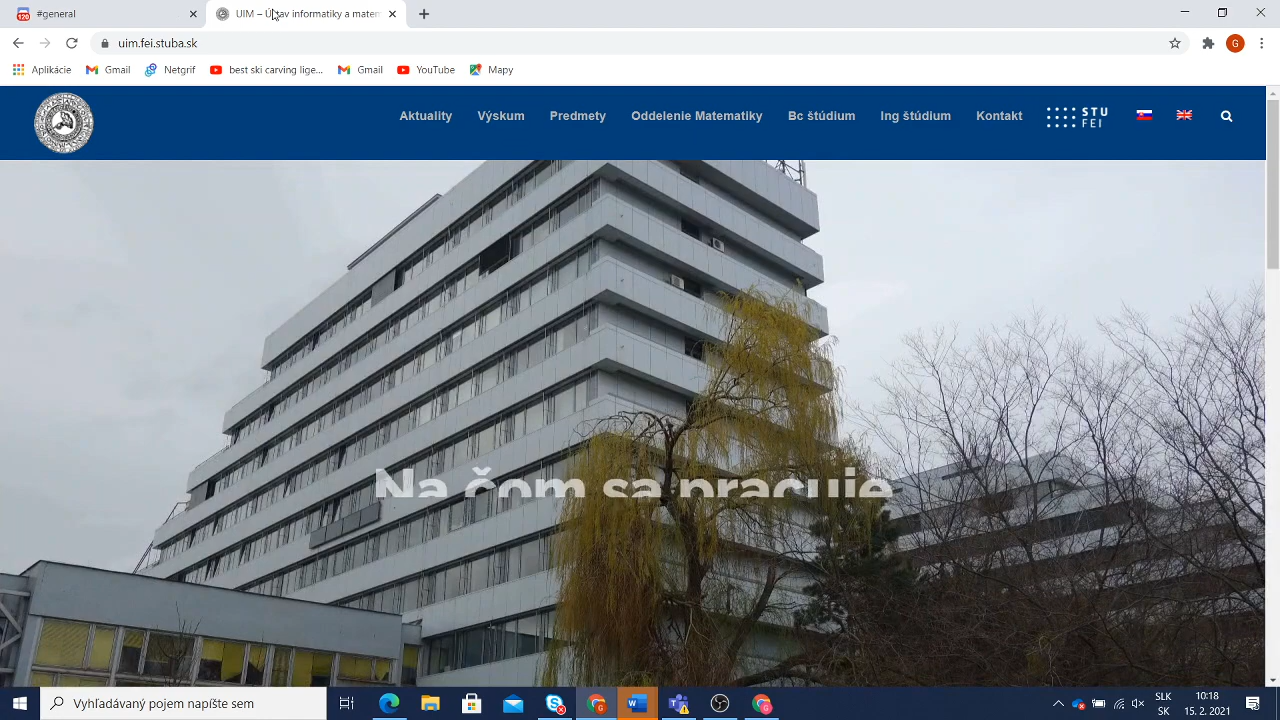 #general
UIM – Ústav informatiky a matem
uim.fei.stuba.sk
G
Aplikácie
Gmail
Netgrif
best ski carving lige...
Gmail
YouTube
Mapy
Aktuality
Výskum
Predmety
Oddelenie Matematiky
Bc štúdium
Ing štúdium
Kontakt
STU
FEI
Na čom sa pracuje
Vyhľadávaný pojem napíšte sem
SLK
SK
10:18
15. 2. 2021